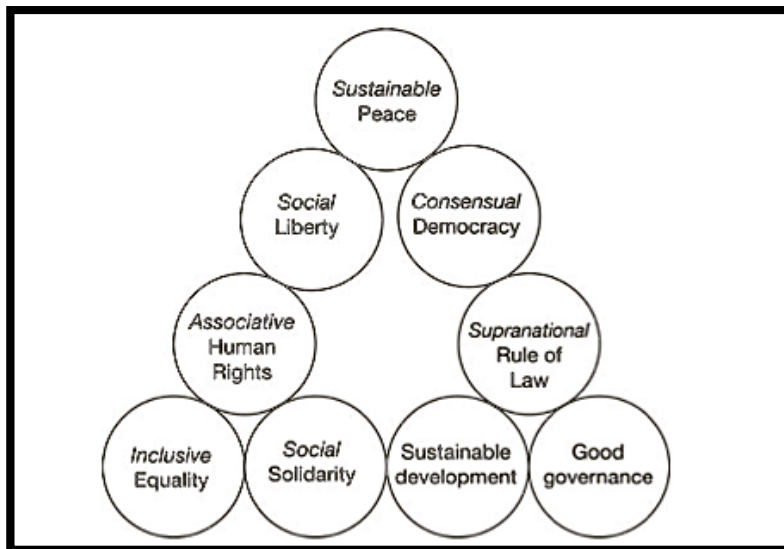 Sustainable
Peace
Social
Liberty
Consensual
Democracy
Associative
Human
Rights
Supranational
Rule of
Law
Inclusive
Equality
Social
Solidarity
Sustainable
development
Good
governance